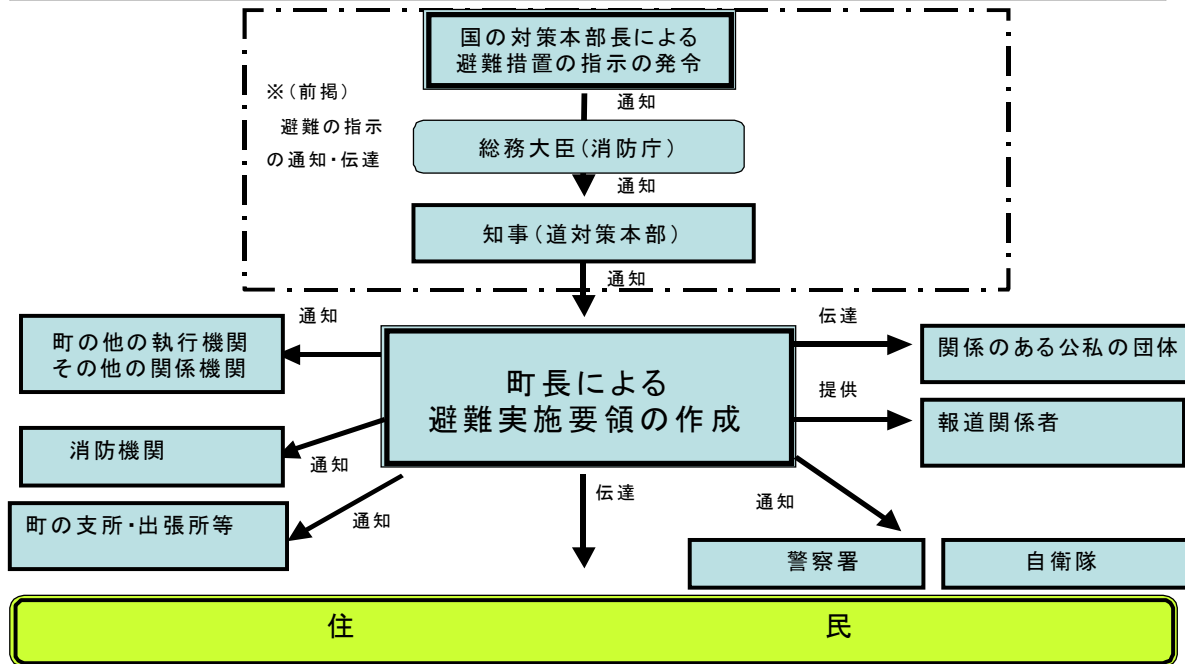 国の対策本部長による
避難措置の指示の発令
※(前掲)
避難の指示
の通知・伝達
通知
総務大臣(消防庁)
通知
知事(道対策本部)
通知
通知
町の他の執行機関
その他の関係機関
町長による
避難実施要領の作成
伝達
関係のある公私の団体
提供
報道関係者
消防機関
通知
町の支所・出張所等
通知
伝達
通知
警察署
自衛隊
住民